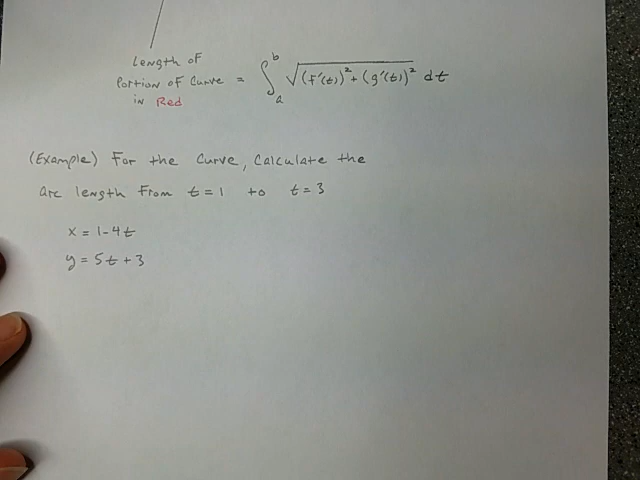 Length of
Portion of Curve = ∫ₐᵇ √((f'(t))² + (g'(t))²) dt
in Red
(Example) For the Curve, Calculate the
arc length From t=1 to t=3
x = 1-4t
y = 5t+3